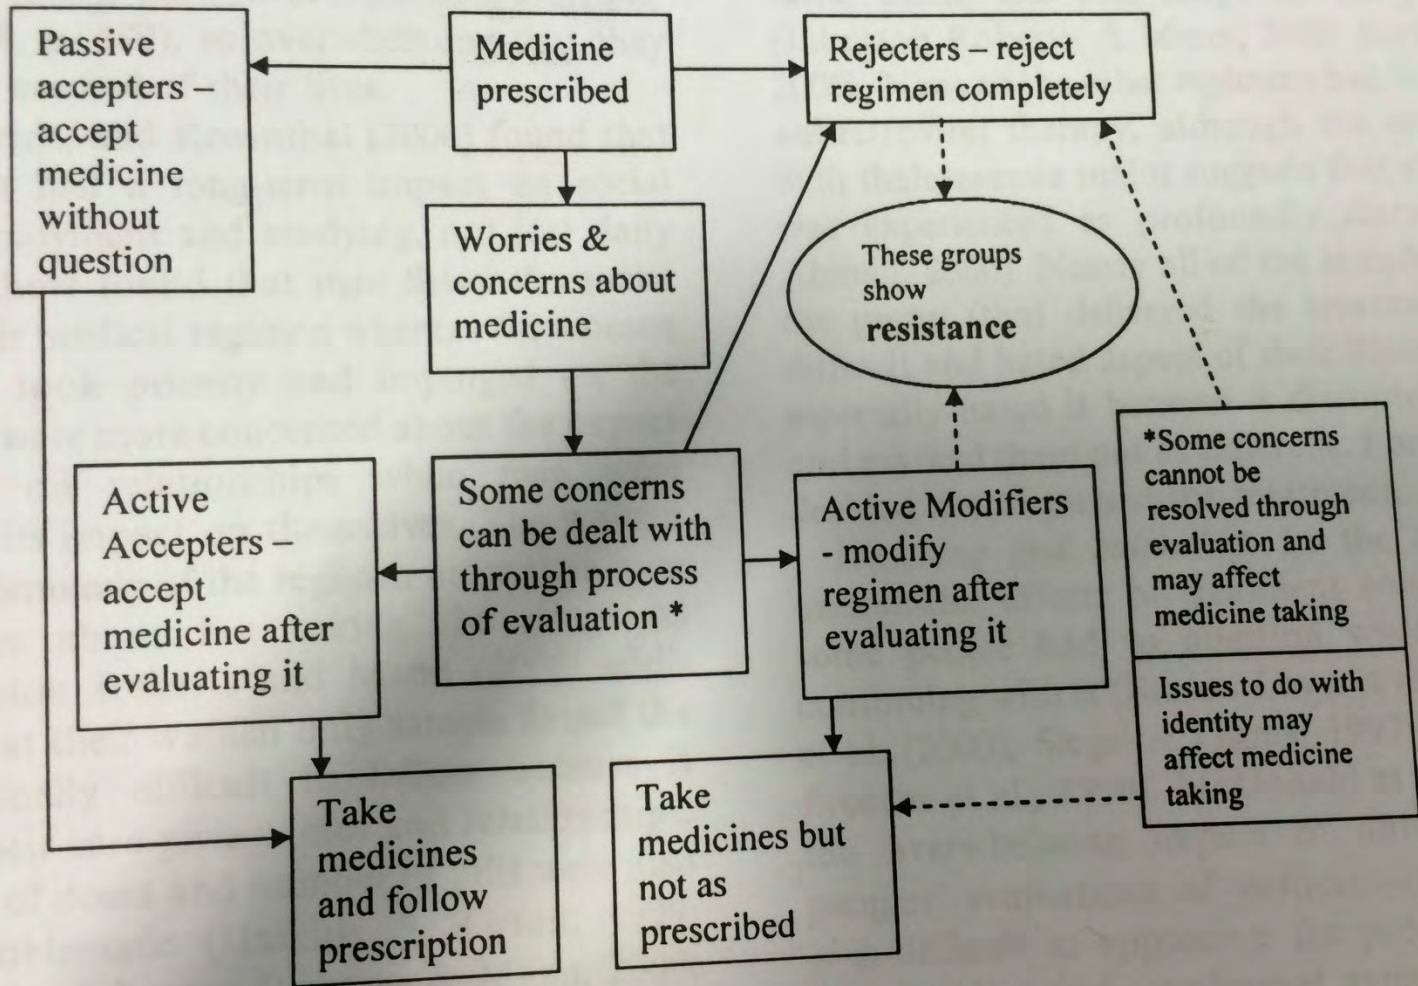 Passive
accepters –
accept
medicine
without
question
Medicine
prescribed
Rejecters – reject
regimen completely
Worries &
concerns about
medicine
These groups
show
resistance
Active
Accepters –
accept
medicine after
evaluating it
Some concerns
can be dealt with
through process
of evaluation *
Active Modifiers
- modify
regimen after
evaluating it
*Some concerns
cannot be
resolved through
evaluation and
may affect
medicine taking
Issues to do with
identity may
affect medicine
taking
Take
medicines
and follow
prescription
Take
medicines but
not as
prescribed